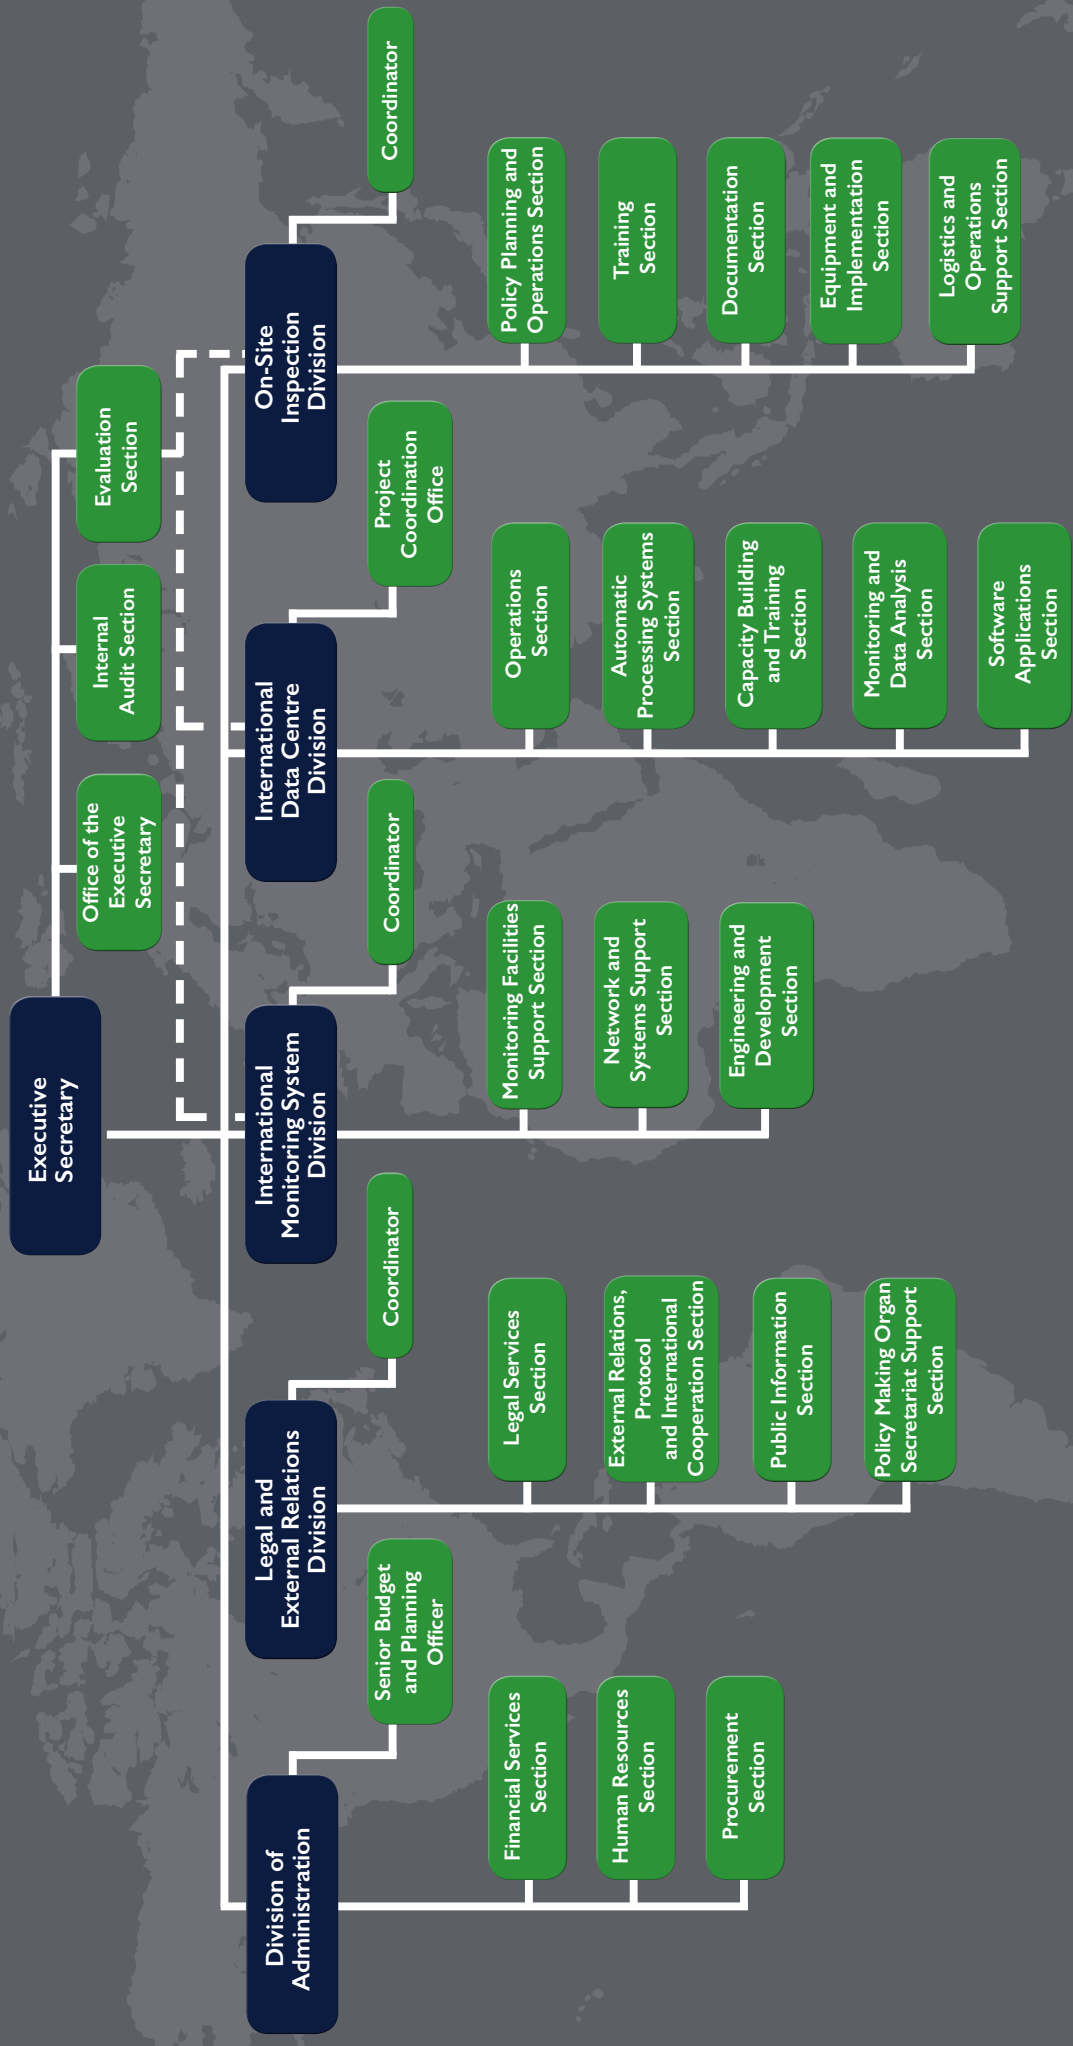 Executive
Secretary
Office of the
Executive
Secretary
Internal
Audit Section
Evaluation
Section
Division of
Administration
Senior Budget
and Planning
Officer
Financial Services
Section
Human Resources
Section
Procurement
Section
Legal and
External Relations
Division
Coordinator
Legal Services
Section
External Relations,
Protocol
and International
Cooperation Section
Public Information
Section
Policy Making Organ
Secretariat Support
Section
International
Monitoring System
Division
Coordinator
Monitoring Facilities
Support Section
Network and
Systems Support
Section
Engineering and
Development
Section
International
Data Centre
Division
Project
Coordination
Office
Operations
Section
Automatic
Processing Systems
Section
Capacity Building
and Training
Section
Monitoring and
Data Analysis
Section
Software
Applications
Section
On-Site
Inspection
Division
Coordinator
Policy Planning and
Operations Section
Training
Section
Documentation
Section
Equipment and
Implementation
Section
Logistics and
Operations
Support Section